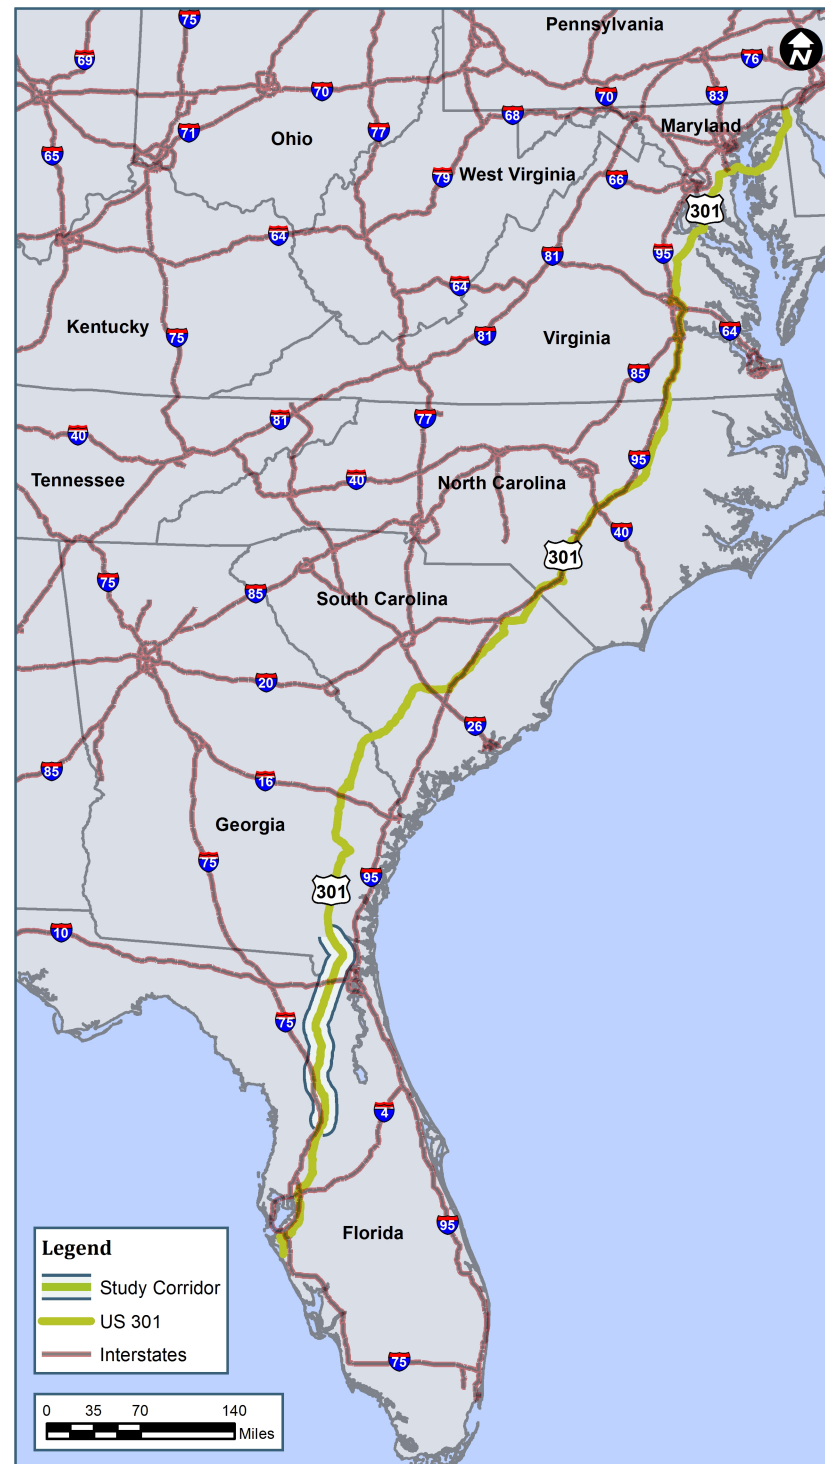 75
Pennsylvania
N
69
76
70
70
83
68
71
77
Ohio
Maryland
65
79
West Virginia
66
301
64
81
95
64
Kentucky
75
81
Virginia
64
85
81
77
40
95
Tennessee
40
North Carolina
40
301
75
85
South Carolina
20
26
85
16
Georgia
75
95
301
10
75
4
Florida
95
75
Legend
Study Corridor
US 301
Interstates
0 35 70 140
Miles